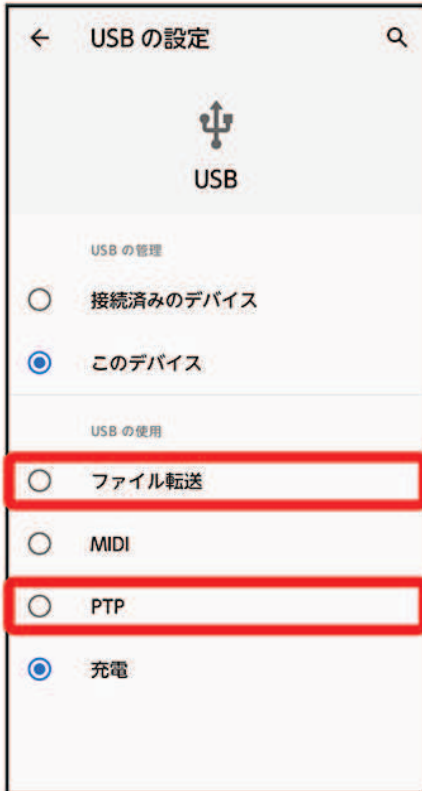 USB の設定
USB
USB の管理
接続済みのデバイス
このデバイス
USB の使用
ファイル転送
MIDI
PTP
充電